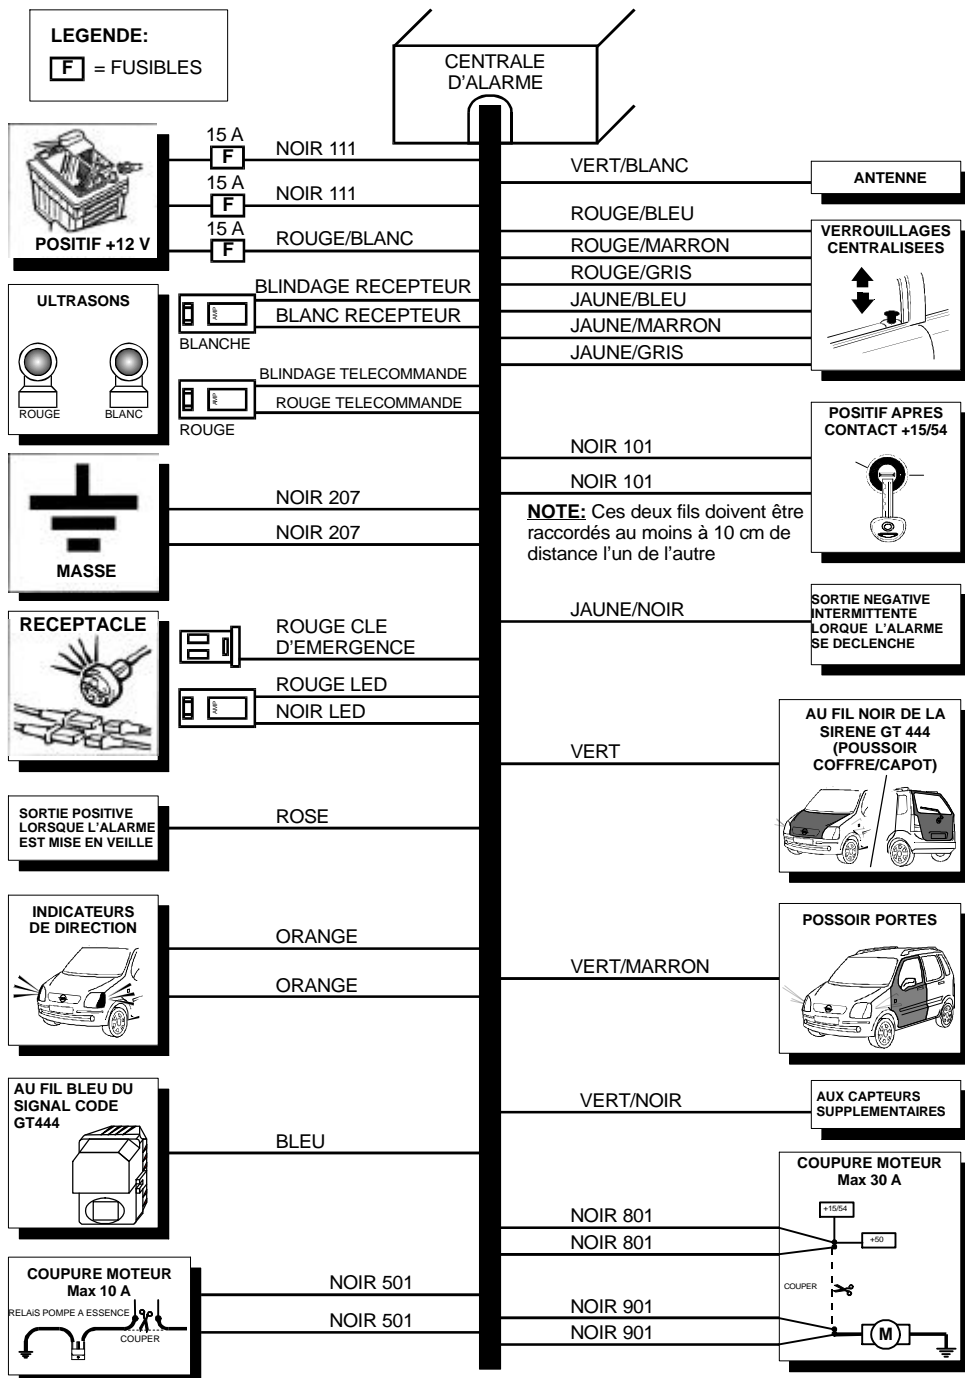 LEGENDE:
F = FUSIBLES
CENTRALE
D'ALARME
POSITIF +12 V
15 A
F
NOIR 111
15 A
F
NOIR 111
15 A
F
ROUGE/BLANC
ULTRASONS
ROUGE
BLANC
AMP
BLANCHE
BLINDAGE RECEPTEUR
BLANC RECEPTEUR
AMP
ROUGE
BLINDAGE TELECOMMANDE
ROUGE TELECOMMANDE
MASSE
NOIR 207
NOIR 207
RECEPTACLE
ROUGE CLE
D'EMERGENCE
AMP
ROUGE LED
NOIR LED
SORTIE POSITIVE
LORSQUE L'ALARME
EST MISE EN VEILLE
ROSE
INDICATEURS
DE DIRECTION
ORANGE
ORANGE
AU FIL BLEU DU
SIGNAL CODE
GT444
BLEU
COUPURE MOTEUR
Max 10 A
RELAiS POMPE A ESSENCE
COUPER
NOIR 501
NOIR 501
VERT/BLANC
ANTENNE
ROUGE/BLEU
ROUGE/MARRON
ROUGE/GRIS
JAUNE/BLEU
JAUNE/MARRON
JAUNE/GRIS
VERROUILLAGES
CENTRALISEES
NOIR 101
NOIR 101
POSITIF APRES
CONTACT +15/54
NOTE: Ces deux fils doivent être
raccordés au moins à 10 cm de
distance l'un de l'autre
JAUNE/NOIR
SORTIE NEGATIVE
INTERMITTENTE
LORQUE L'ALARME
SE DECLENCHE
VERT
AU FIL NOIR DE LA
SIRENE GT 444
(POUSSOIR
COFFRE/CAPOT)
VERT/MARRON
POSSOIR PORTES
VERT/NOIR
AUX CAPTEURS
SUPPLEMENTAIRES
COUPURE MOTEUR
Max 30 A
+15/54
+50
COUPER
M
NOIR 801
NOIR 801
NOIR 901
NOIR 901